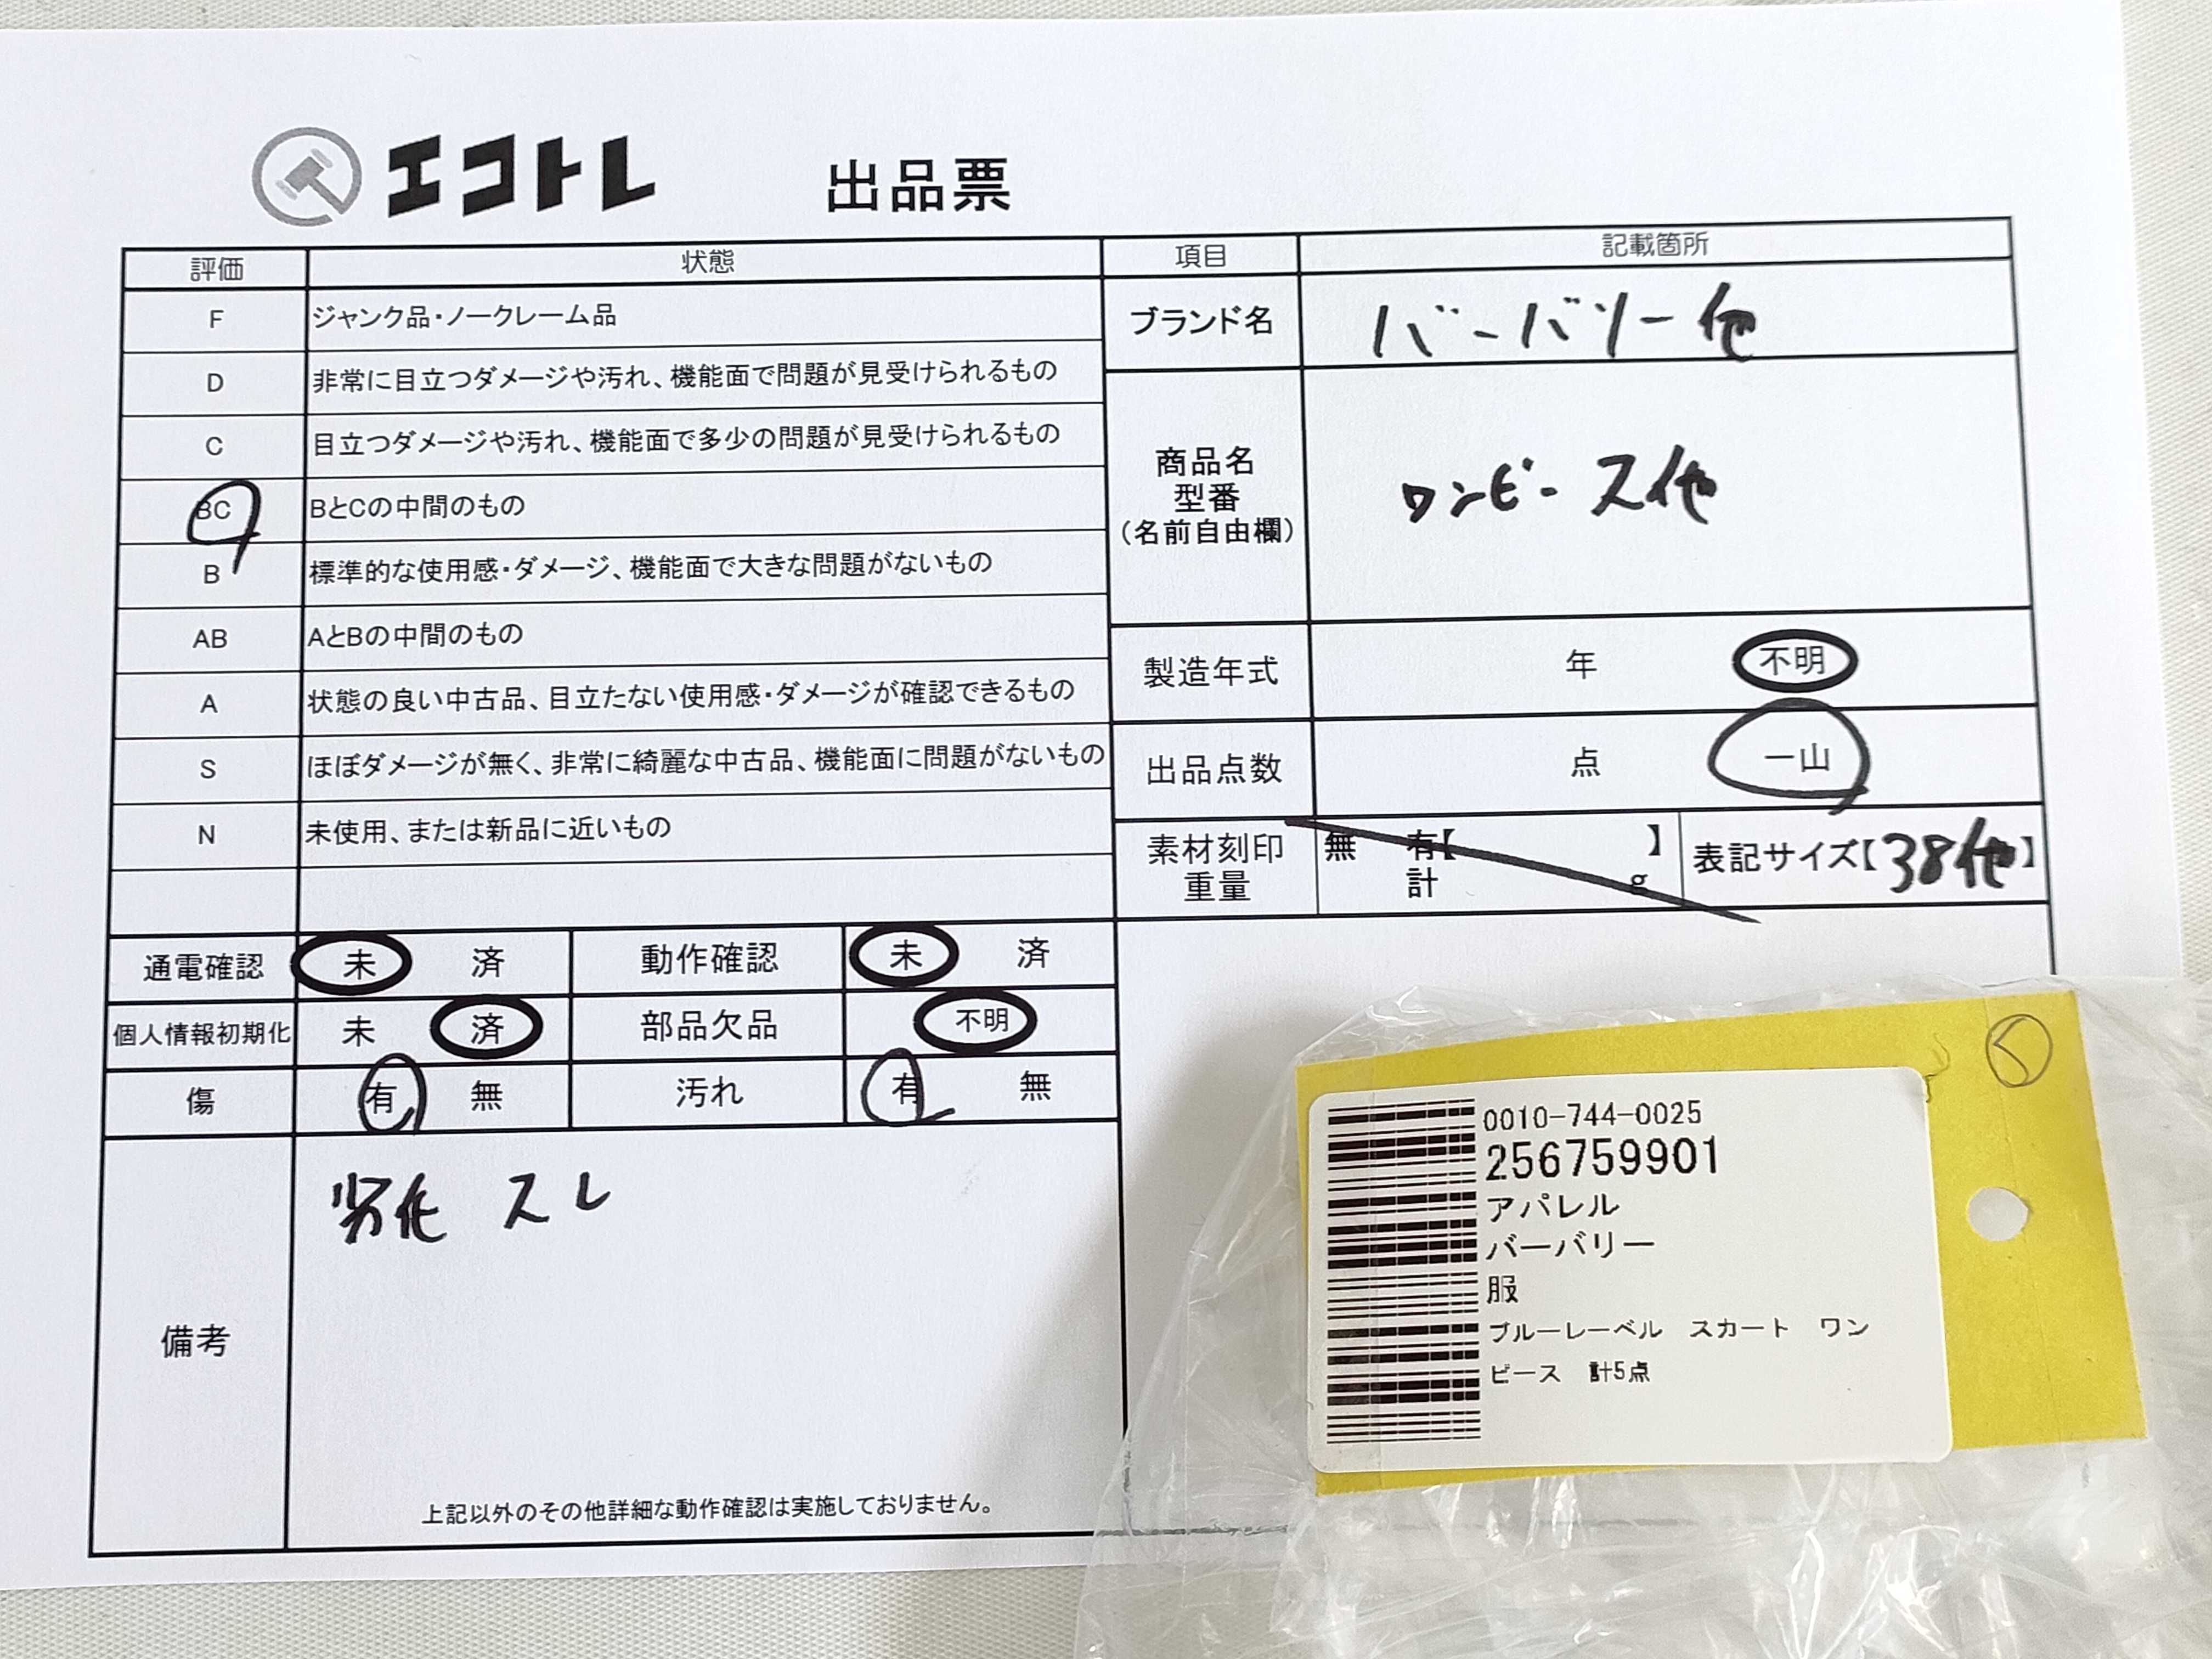 エコトレ 出品票
評価 状態
F ジャンク品・ノークレーム品
D 非常に目立つダメージや汚れ、機能面で問題が見受けられるもの
C 目立つダメージや汚れ、機能面で多少の問題が見受けられるもの
BC BとCの中間のもの
B 標準的な使用感・ダメージ、機能面で大きな問題がないもの
AB AとBの中間のもの
A 状態の良い中古品、目立たない使用感・ダメージが確認できるもの
S ほぼダメージが無く、非常に綺麗な中古品、機能面に問題がないもの
N 未使用、または新品に近いもの
項目 記載箇所
ブランド名 バーバリー他
商品名
型番
(名前自由欄)
ワンピース他
製造年式 年 不明
出品点数 点 一山
素材刻印 無 有【 】
重量 計 g
表記サイズ【38他】
通電確認 未 済 動作確認 未 済
個人情報初期化 未 済 部品欠品 不明
傷 有 無 汚れ 有 無
備考
劣化 スレ
上記以外のその他詳細な動作確認は実施しておりません。
0010-744-0025
256759901
アパレル
バーバリー
服
ブルーレーベル スカート ワン
ピース 計5点